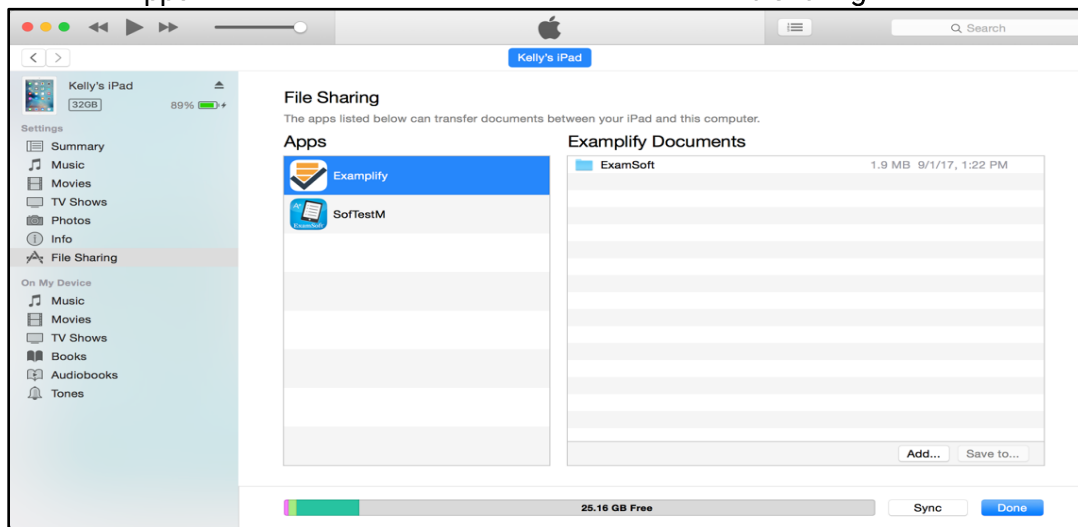 Search
Kelly's iPad
Kelly's iPad
32GB 89%
Settings
Summary
Music
Movies
TV Shows
Photos
Info
File Sharing
On My Device
Music
Movies
TV Shows
Books
Audiobooks
Tones
File Sharing
The apps listed below can transfer documents between your iPad and this computer.
Apps
Examplify
SofTestM
Examplify Documents
ExamSoft 1.9 MB 9/1/17, 1:22 PM
Add... Save to...
25.16 GB Free
Sync Done